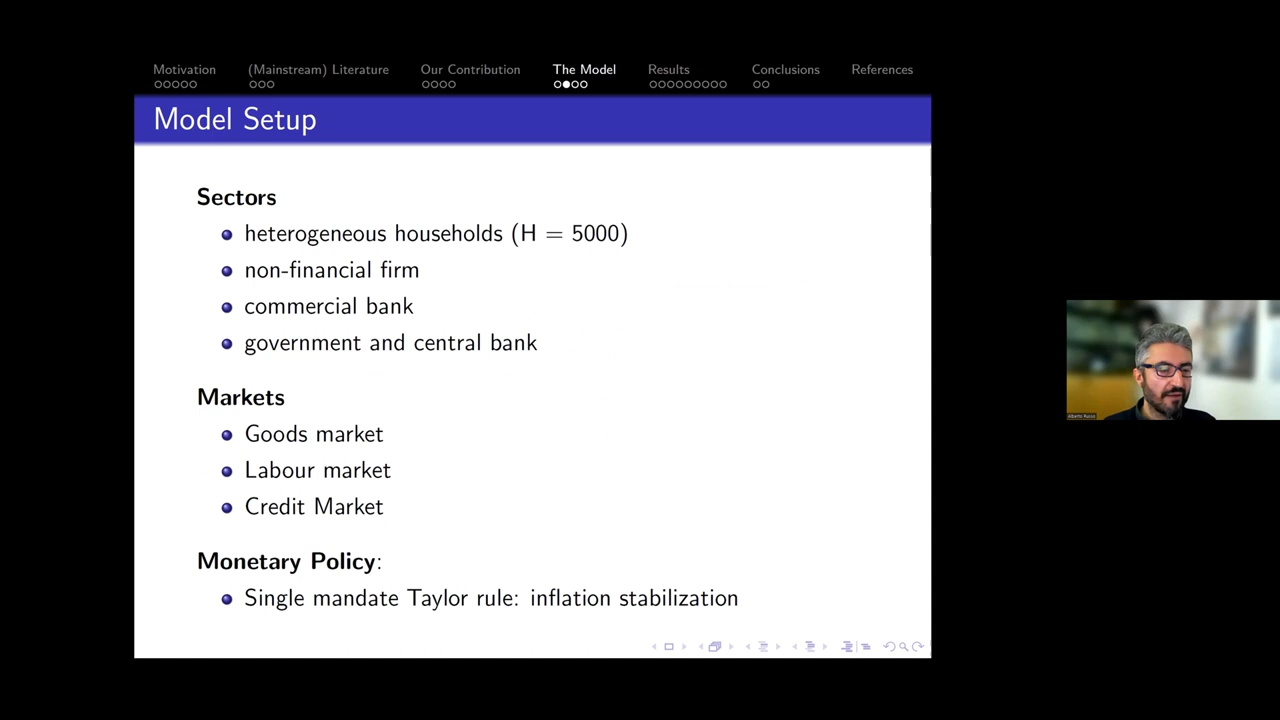 Motivation (Mainstream) Literature Our Contribution The Model Results Conclusions References
Model Setup
Sectors
heterogeneous households (H = 5000)
non-financial firm
commercial bank
government and central bank
Markets
Goods market
Labour market
Credit Market
Monetary Policy:
Single mandate Taylor rule: inflation stabilization
Alberto Russo